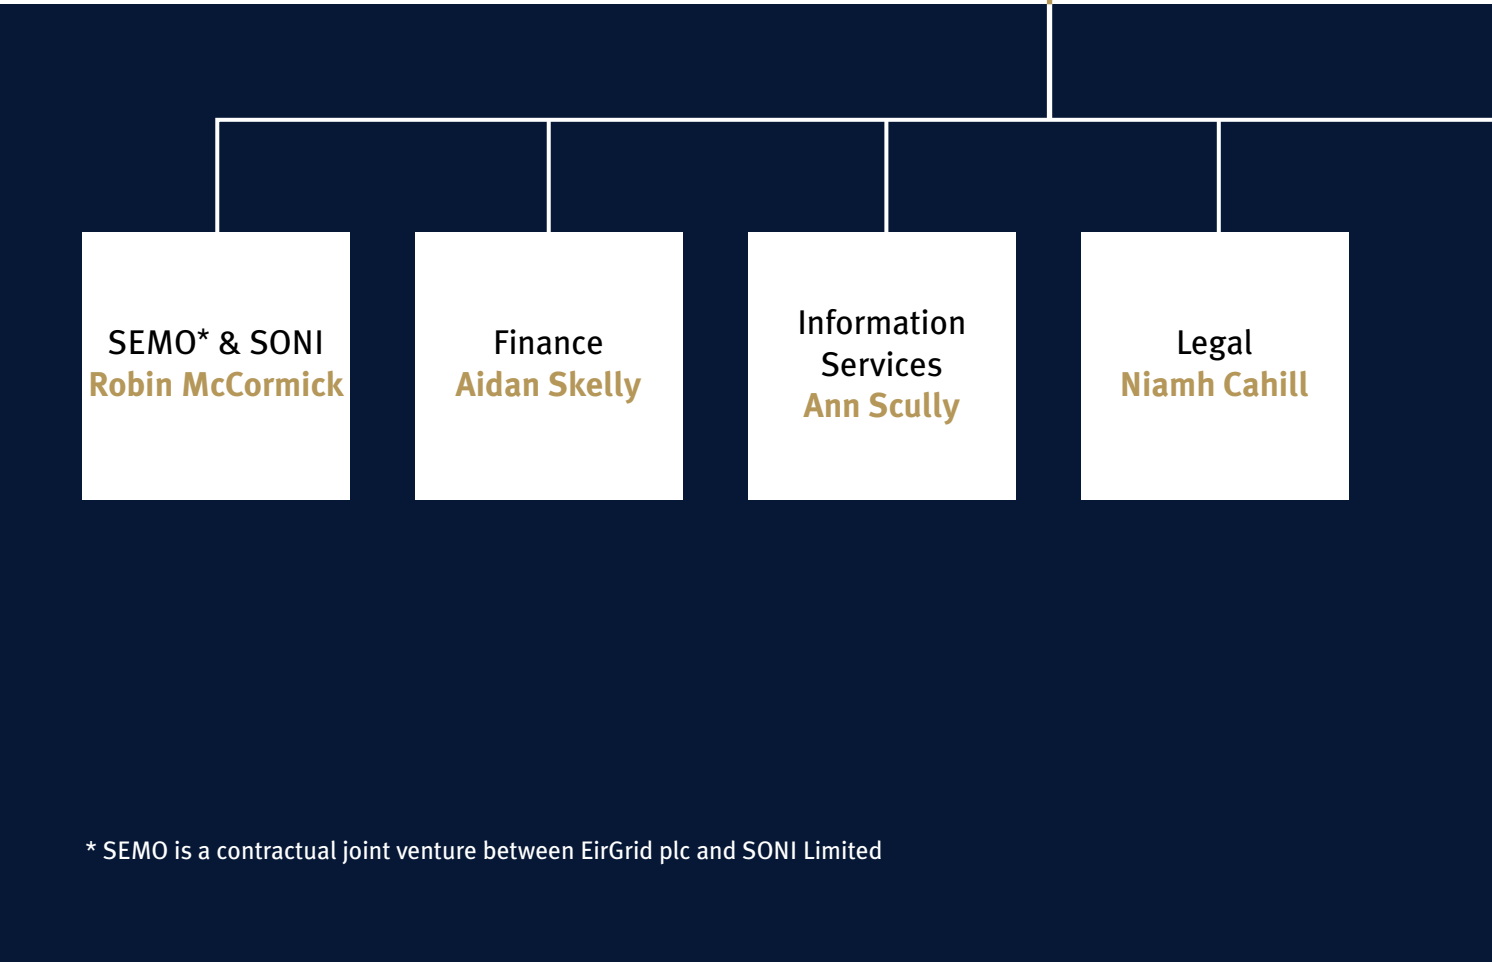 SEMO* & SONI
Robin McCormick
Finance
Aidan Skelly
Information
Services
Ann Scully
Legal
Niamh Cahill
* SEMO is a contractual joint venture between EirGrid plc and SONI Limited